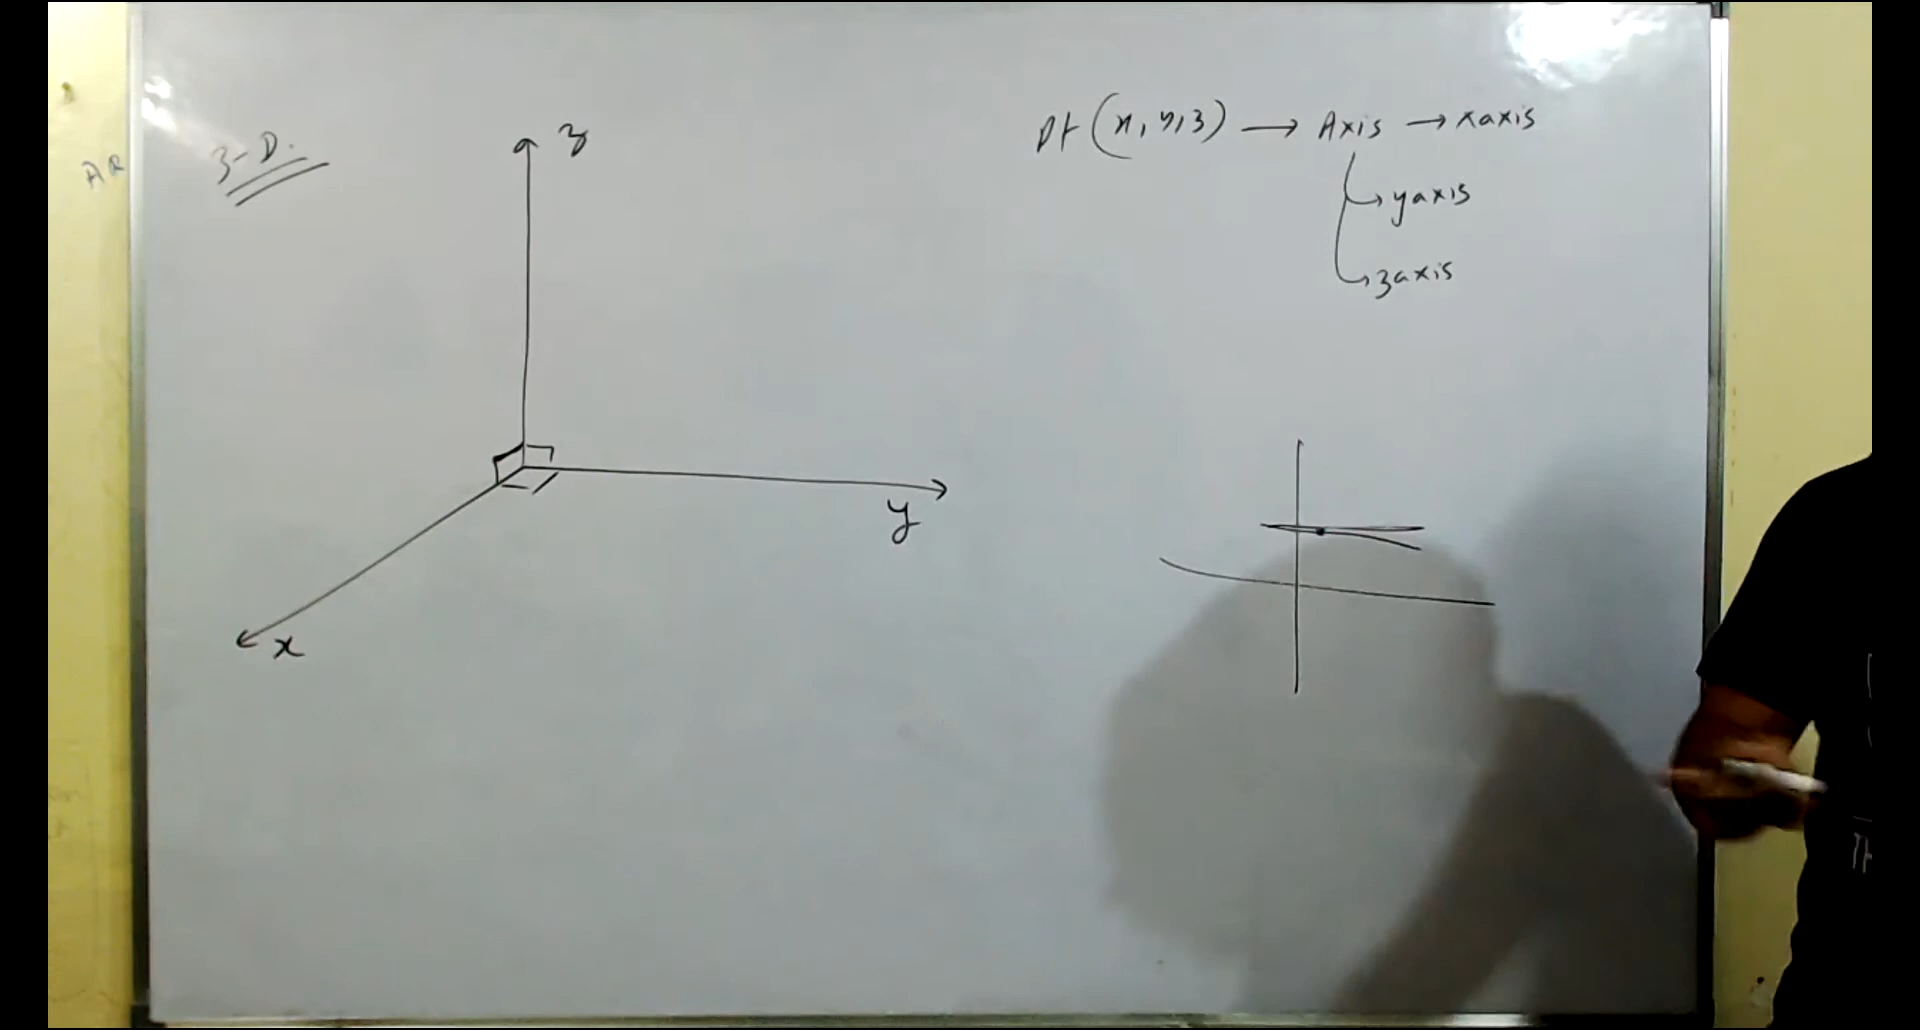 3-D.
z
y
x
Pt (x, y, z) → Axis → x axis
y axis
z axis
AR